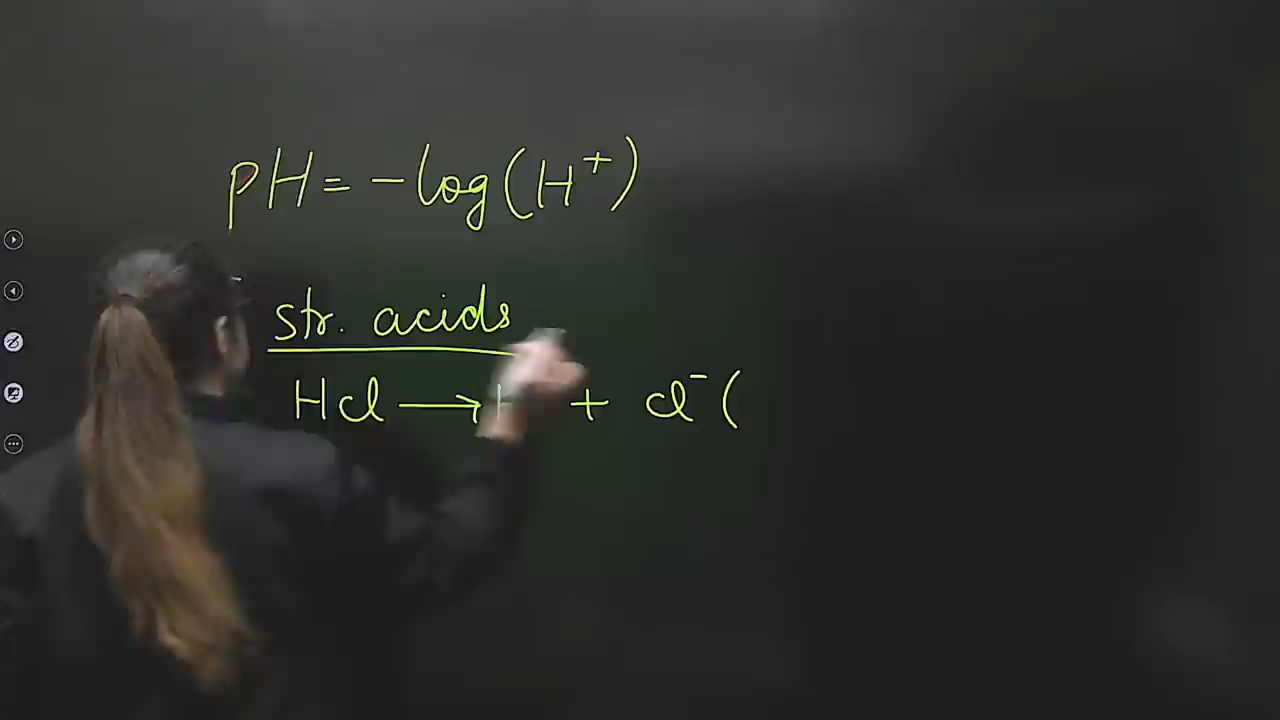 pH = -log(H⁺)
str. acids
HCl → + Cl⁻ (